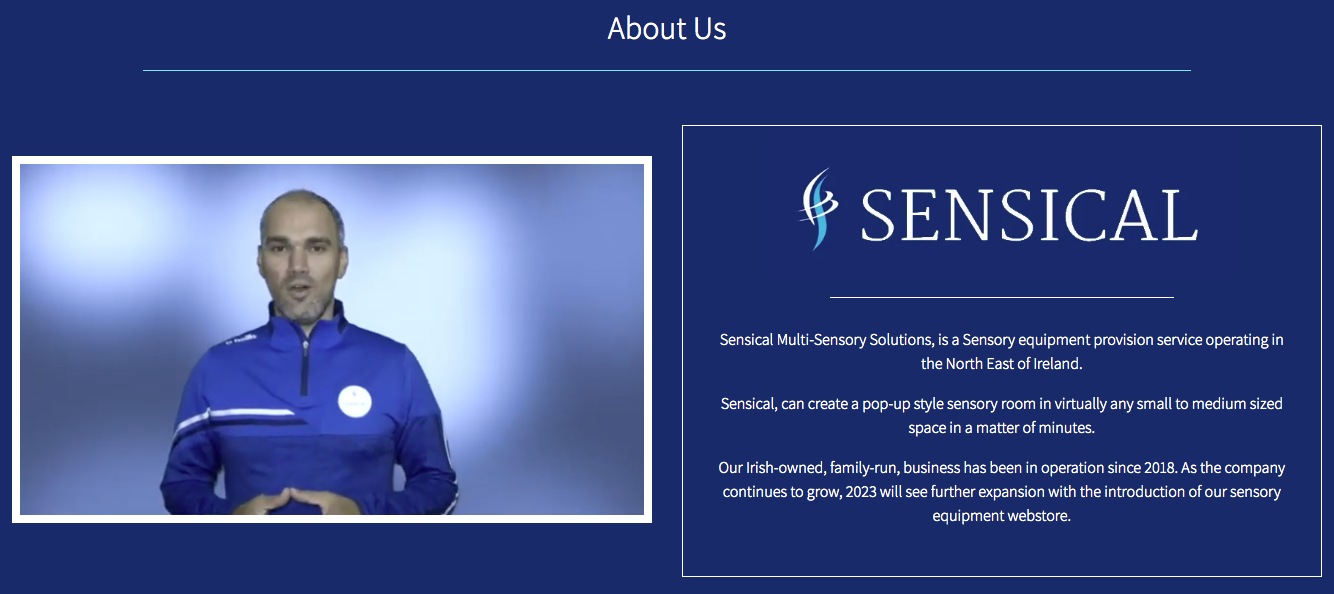 About Us
SENSICAL
Sensical Multi-Sensory Solutions, is a Sensory equipment provision service operating in
the North East of Ireland.
Sensical, can create a pop-up style sensory room in virtually any small to medium sized
space in a matter of minutes.
Our Irish-owned, family-run, business has been in operation since 2018. As the company
continues to grow, 2023 will see further expansion with the introduction of our sensory
equipment webstore.